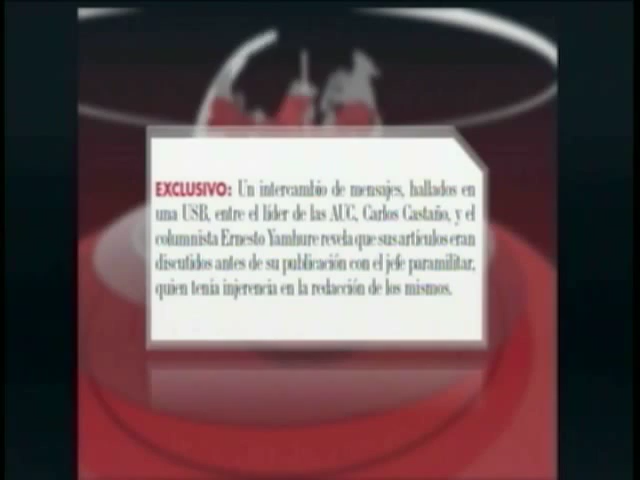 EXCLUSIVO: Un intercambio de mensajes, hallados en
una USB, entre el líder de las AUC, Carlos Castaño, y el
columnista Ernesto Yamhure revela que sus artículos eran
discutidos antes de su publicación con el jefe paramilitar,
quien tenia injerencia en la redacción de los mismos.